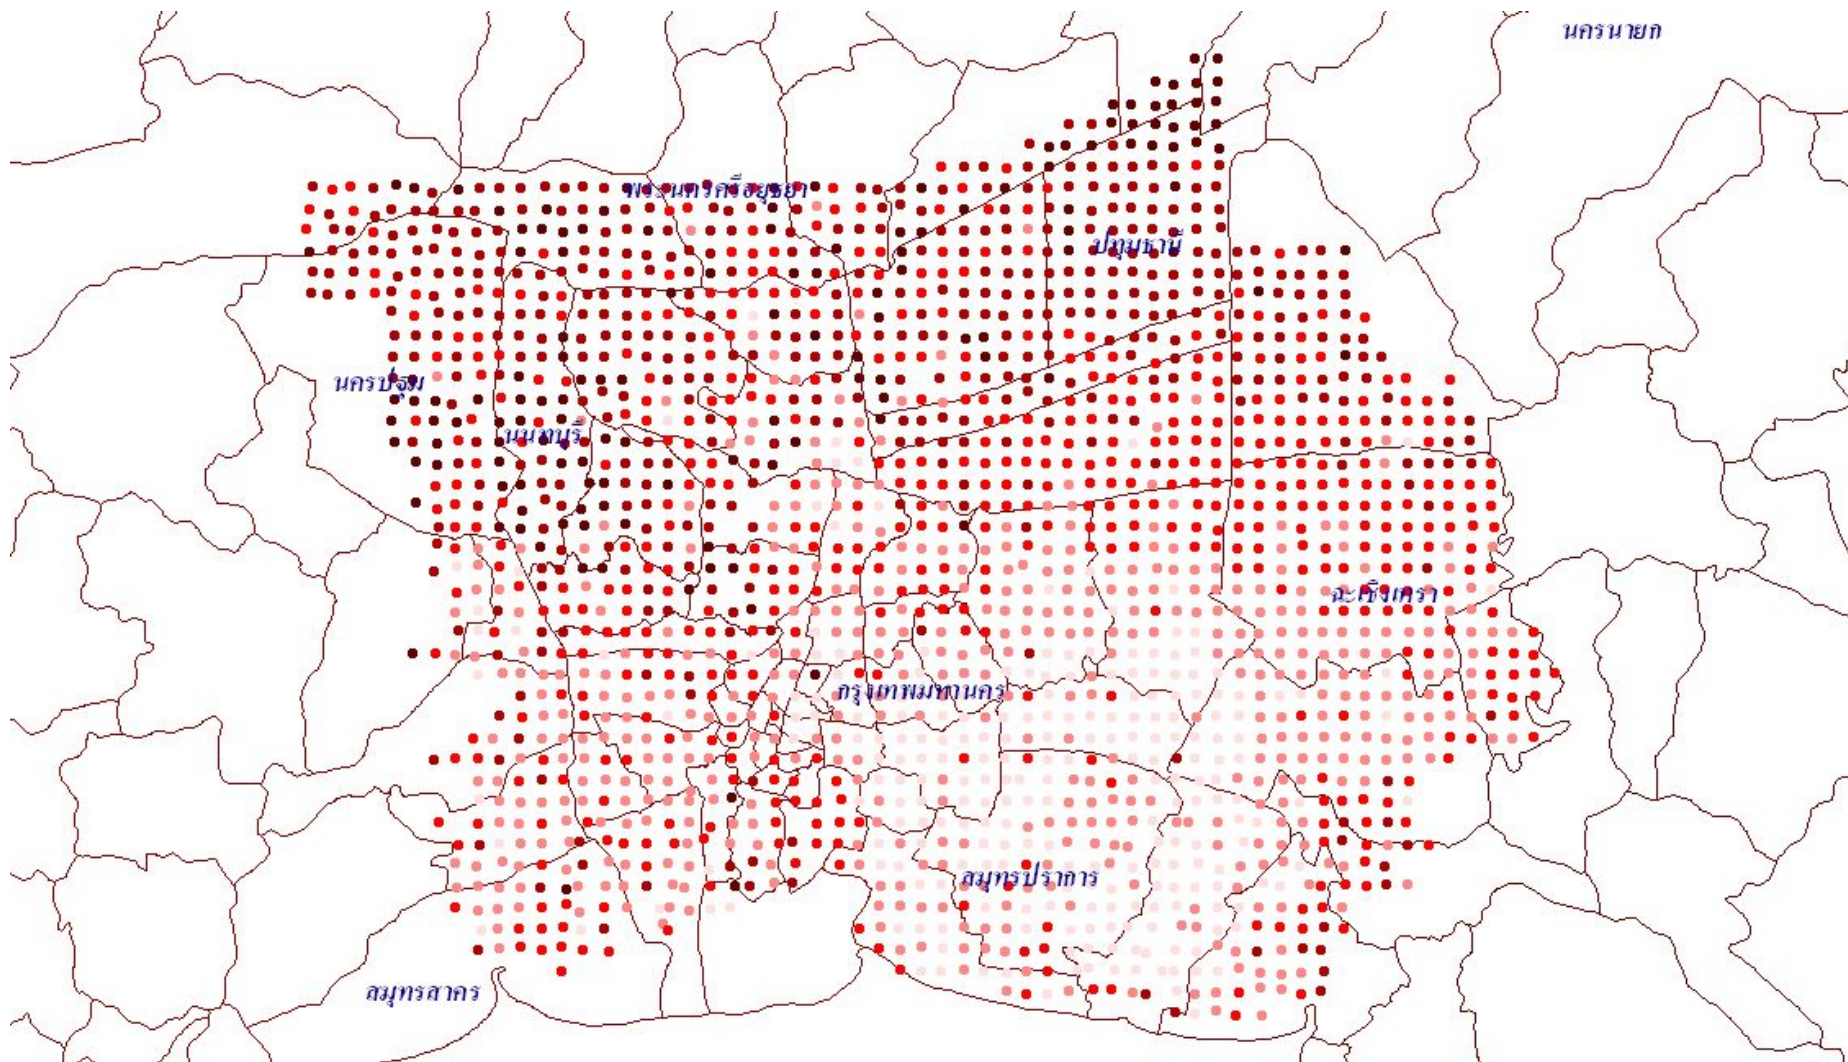 นครนายก
พระนครศรีอยุธยา
ปทุมธานี
นครปฐม
นนทบุรี
ฉะเชิงเทรา
กรุงเทพมหานคร
สมุทรปราการ
สมุทรสาคร